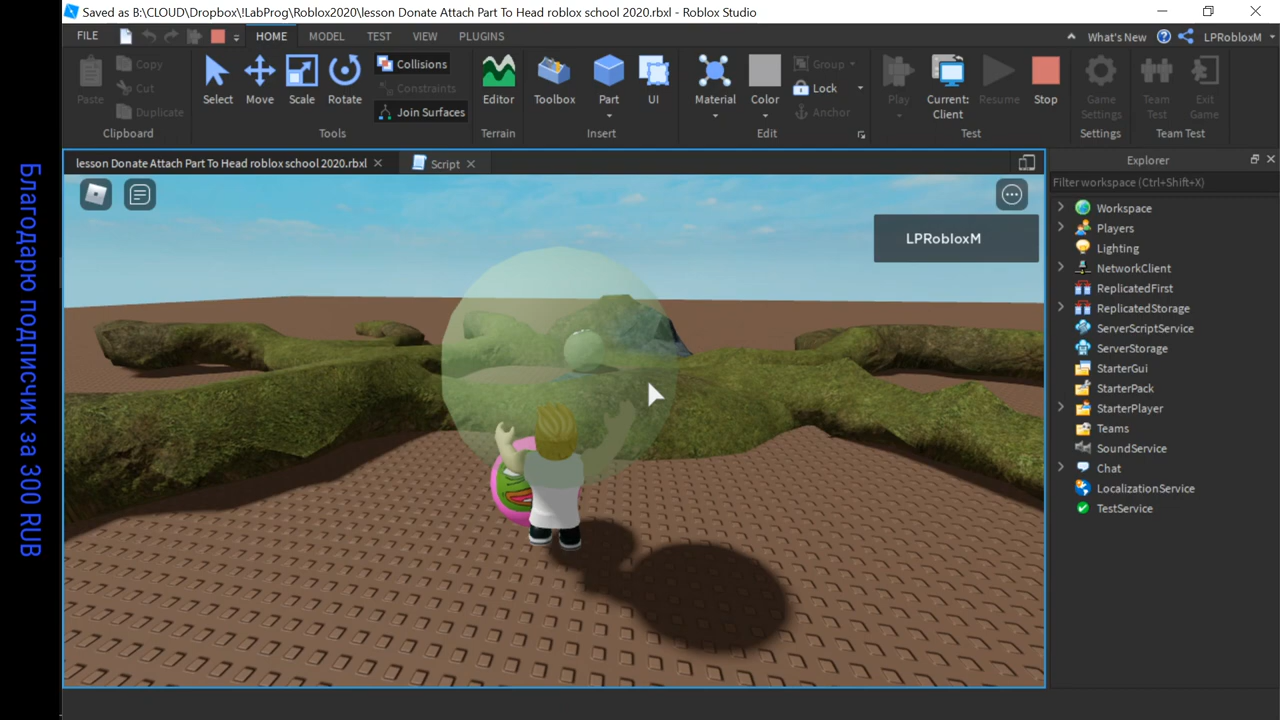 Saved as B:\CLOUD\Dropbox\!LabProg\Roblox2020\lesson Donate Attach Part To Head roblox school 2020.rbxl - Roblox Studio
FILE
HOME
MODEL
TEST
VIEW
PLUGINS
What's New
LPRobloxM
Paste
Copy
Cut
Duplicate
Clipboard
Select
Move
Scale
Rotate
Collisions
Constraints
Join Surfaces
Tools
Editor
Terrain
Toolbox
Part
UI
Insert
Material
Color
Group
Lock
Anchor
Edit
Play
Current:
Client
Resume
Stop
Test
Game
Settings
Settings
Team
Test
Exit
Game
Team Test
lesson Donate Attach Part To Head roblox school 2020.rbxl
Script
LPRobloxM
Explorer
Filter workspace (Ctrl+Shift+X)
Workspace
Players
Lighting
NetworkClient
ReplicatedFirst
ReplicatedStorage
ServerScriptService
ServerStorage
StarterGui
StarterPack
StarterPlayer
Teams
SoundService
Chat
LocalizationService
TestService
Благодарю подписчик за 300 RUB